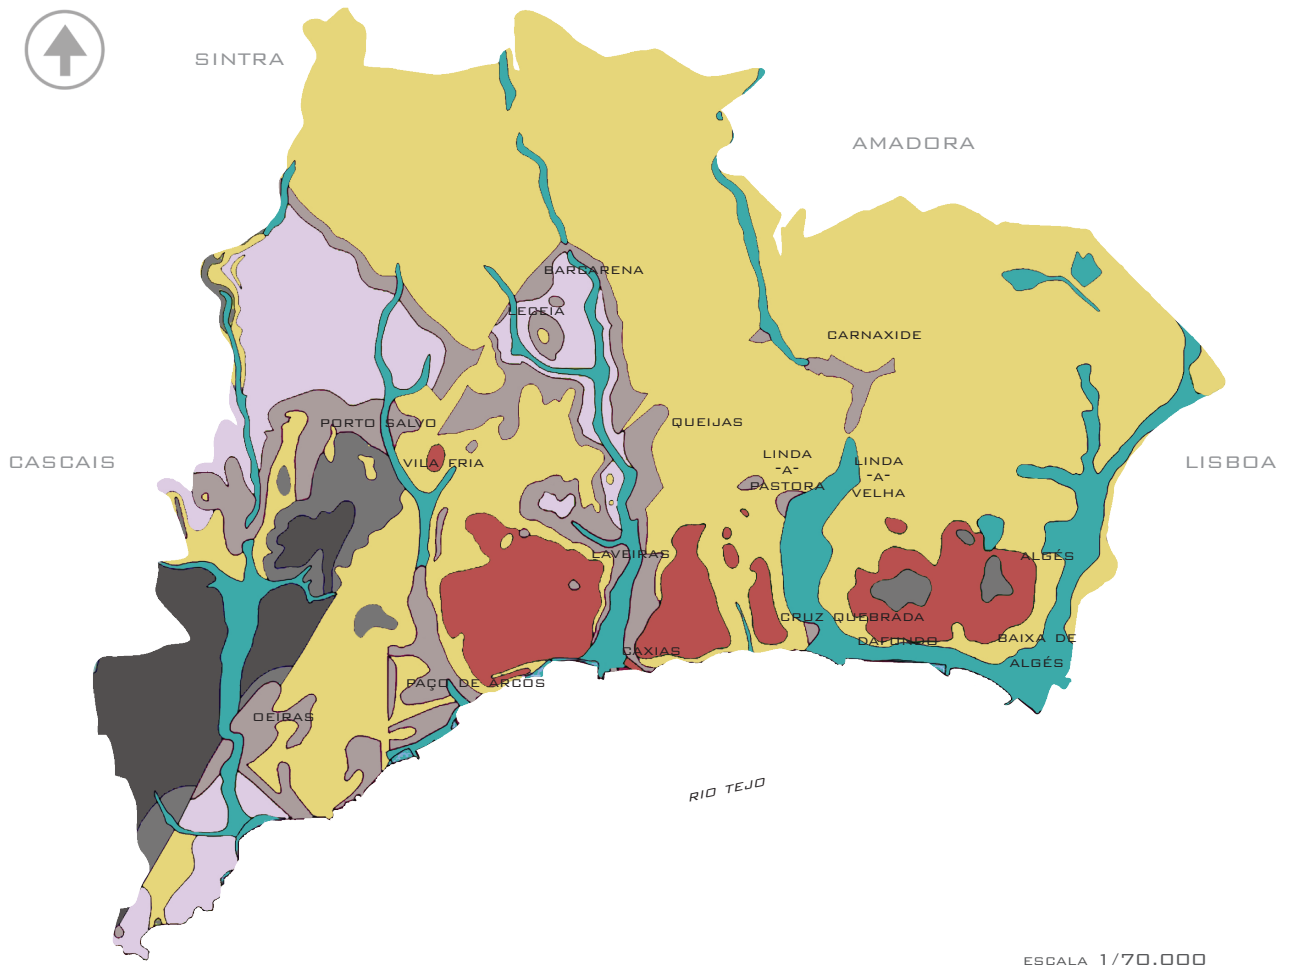 SINTRA
AMADORA
BARCARENA
LECEIA
CARNAXIDE
PORTO SALVO
QUEIJAS
CASCAIS
VILA FRIA
LINDA
-A-
PASTORA
LINDA
-A-
VELHA
LISBOA
LAVEIRAS
ALGÉS
CRUZ QUEBRADA
DAFUNDO
BAIXA DE
ALGÉS
CAXIAS
PAÇO DE ARCOS
OEIRAS
RIO TEJO
ESCALA 1/70.000